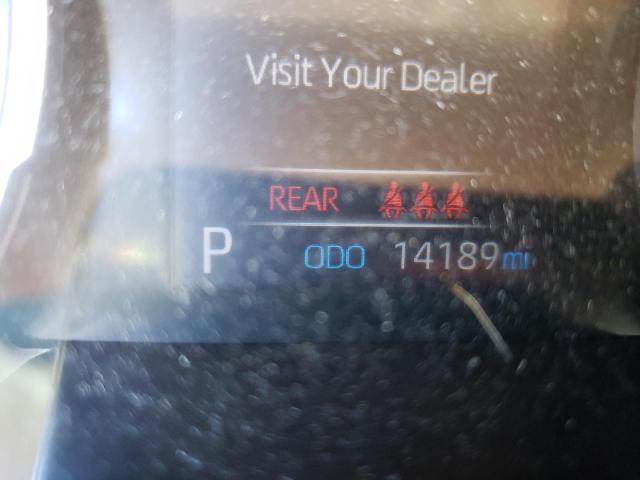 Visit Your Dealer
REAR
P ODO 14189 mi